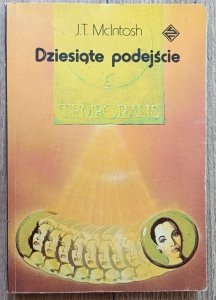 J.T. McIntosh
Dziesiąte podejście
TEMPORALIS